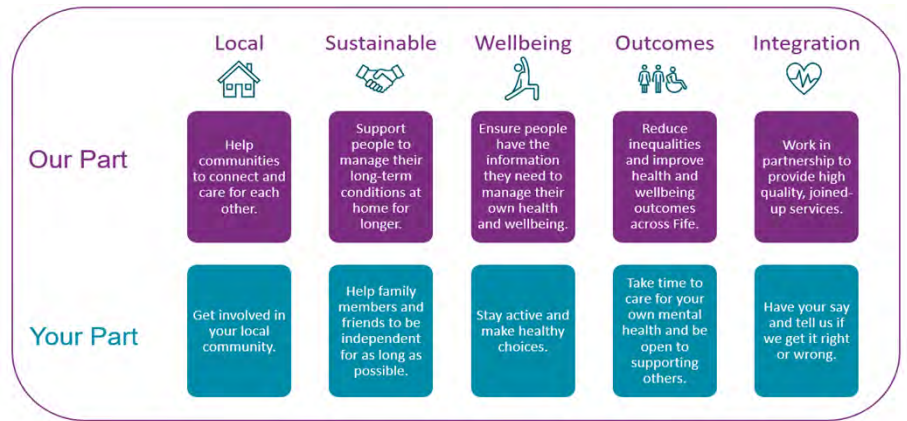 Local
Sustainable
Wellbeing
Outcomes
Integration
Our Part
Help
communities
to connect and
care for each
other.
Support
people to
manage their
long-term
conditions at
home for
longer.
Ensure people
have the
information
they need to
manage their
own health
and wellbeing.
Reduce
inequalities
and improve
health and
wellbeing
outcomes
across Fife.
Work in
partnership to
provide high
quality, joined-
up services.
Your Part
Get involved in
your local
community.
Help family
members and
friends to be
independent
for as long as
possible.
Stay active and
make healthy
choices.
Take time to
care for your
own mental
health and be
open to
supporting
others.
Have your say
and tell us if
we get it right
or wrong.